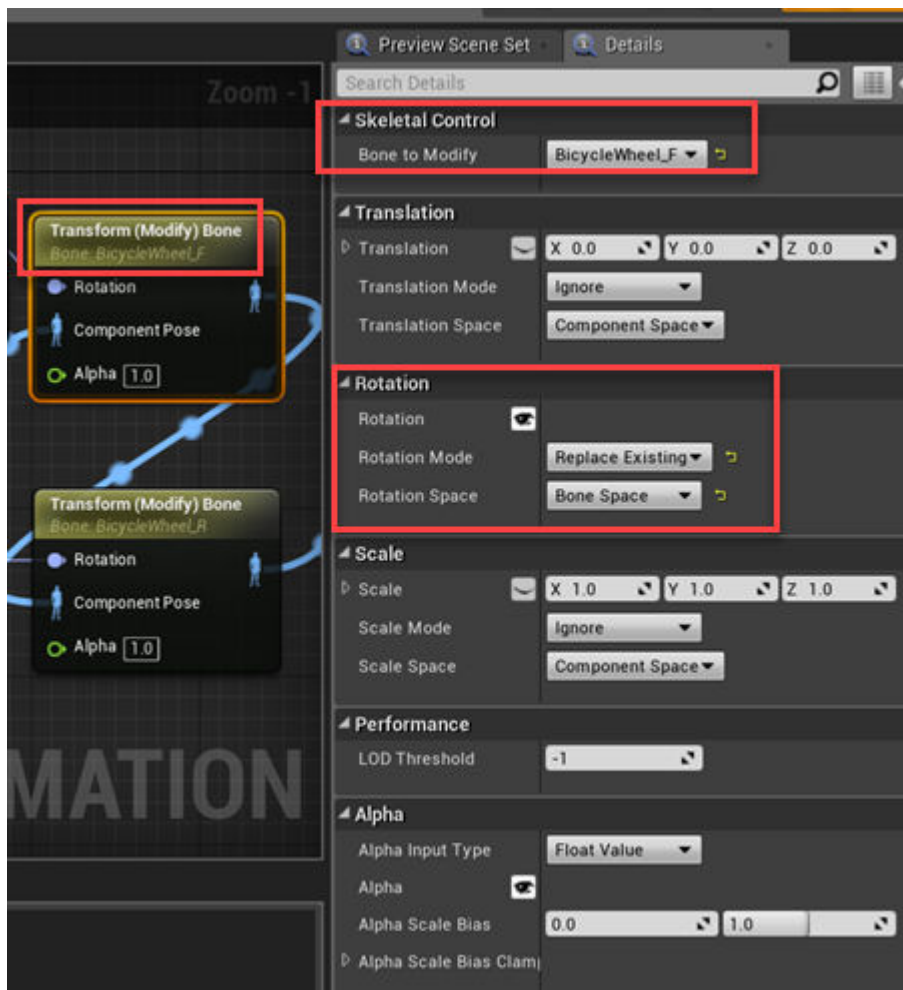 Zoom -1
Transform (Modify) Bone
Bone: BicycleWheel_F
Rotation
Component Pose
Alpha 1.0
Transform (Modify) Bone
Bone: BicycleWheel_R
Rotation
Component Pose
Alpha 1.0
MATION
Preview Scene Set
Details
Search Details
Skeletal Control
Bone to Modify BicycleWheel_F
Translation
Translation X 0.0 Y 0.0 Z 0.0
Translation Mode Ignore
Translation Space Component Space
Rotation
Rotation
Rotation Mode Replace Existing
Rotation Space Bone Space
Scale
Scale X 1.0 Y 1.0 Z 1.0
Scale Mode Ignore
Scale Space Component Space
Performance
LOD Threshold -1
Alpha
Alpha Input Type Float Value
Alpha
Alpha Scale Bias 0.0 1.0
Alpha Scale Bias Clam